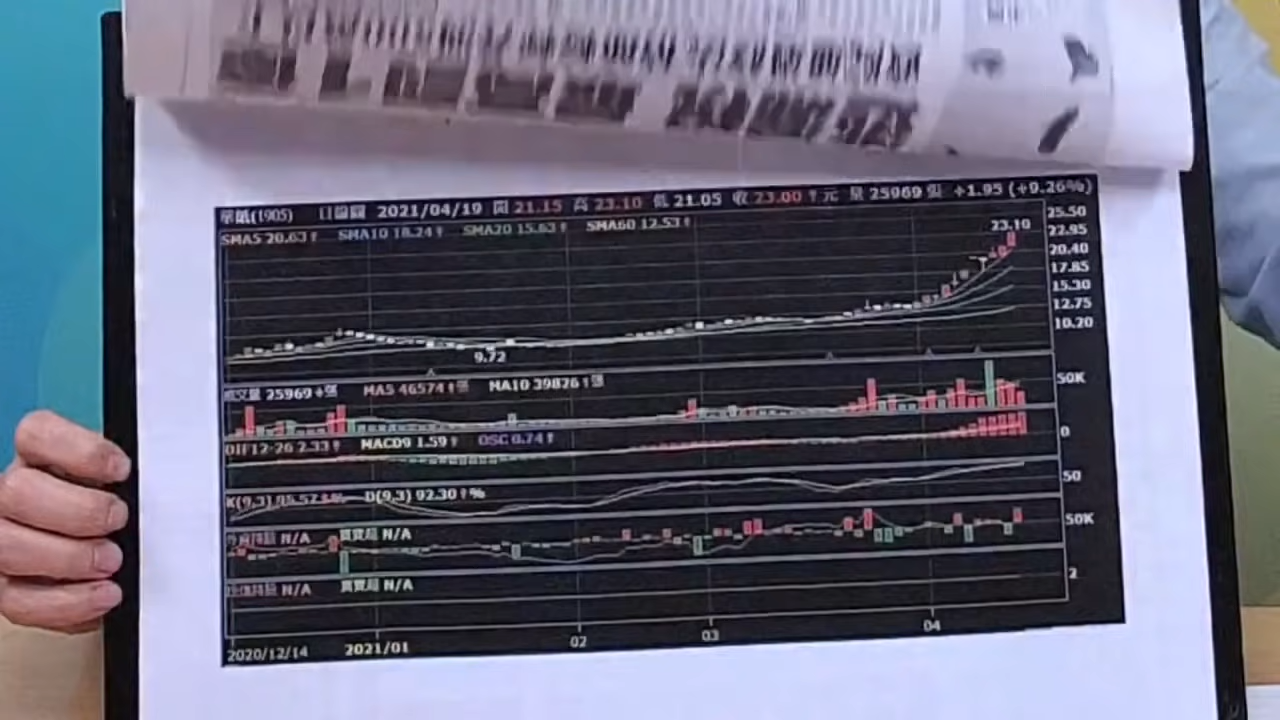 華紙(1905) 日線圖 2021/04/19 開 21.15 高 23.10 低 21.05 收 23.00 ↑ 元 量 25969 張 +1.95 (+9.26%)
SMA5 20.63↑ SMA10 18.24↑ SMA20 15.63↑ SMA60 12.53↑
25.50
23.10
22.95
20.40
17.85
15.30
12.75
10.20
9.72
成交量 25969↓張 MA5 46574↑張 MA10 39826↑張
50K
DIF12-26 2.33↑ MACD9 1.59↑ OSC 0.74↑
0
K(9,3) 95.57↑% D(9,3) 92.30↑%
50
N/A 買賣超 N/A
50K
N/A 買賣超 N/A
2
2020/12/14 2021/01 02 03 04